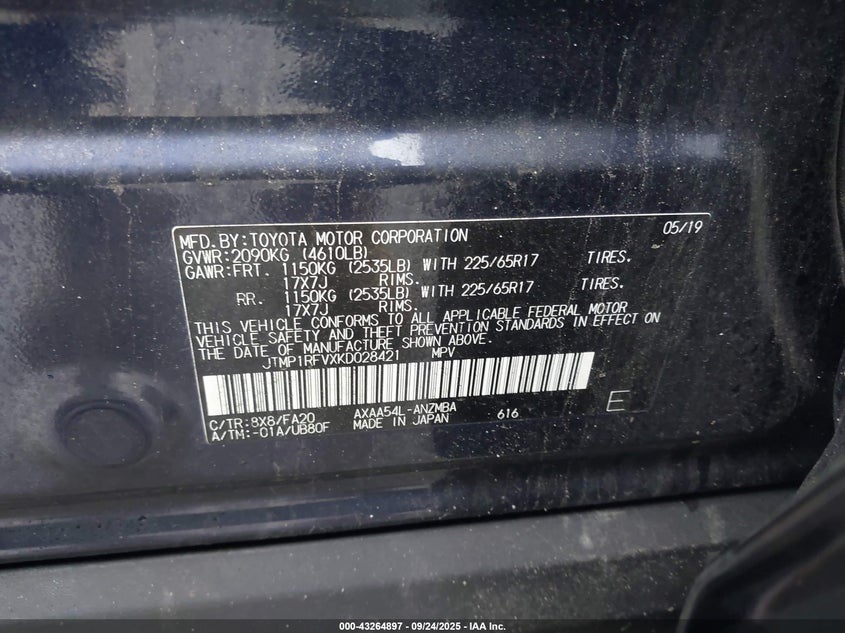 MFD.BY:TOYOTA MOTOR CORPORATION 05/19
GVWR:2090KG (4610LB)
GAWR:FRT. 1150KG (2535LB) WITH 225/65R17 TIRES.
17X7J RIMS.
RR. 1150KG (2535LB) WITH 225/65R17 TIRES.
17X7J RIMS.
THIS VEHICLE CONFORMS TO ALL APPLICABLE FEDERAL MOTOR
VEHICLE SAFETY AND THEFT PREVENTION STANDARDS IN EFFECT ON
THE DATE OF MANUFACTURE SHOWN ABOVE.
JTMP1RFVXKD028421 MPV
C/TR:8X8/FA20 AXAA54L-ANZMBA 616 E
A/TM:-01A/UB80F MADE IN JAPAN
000-43264897 - 09/24/2025 - IAA Inc.